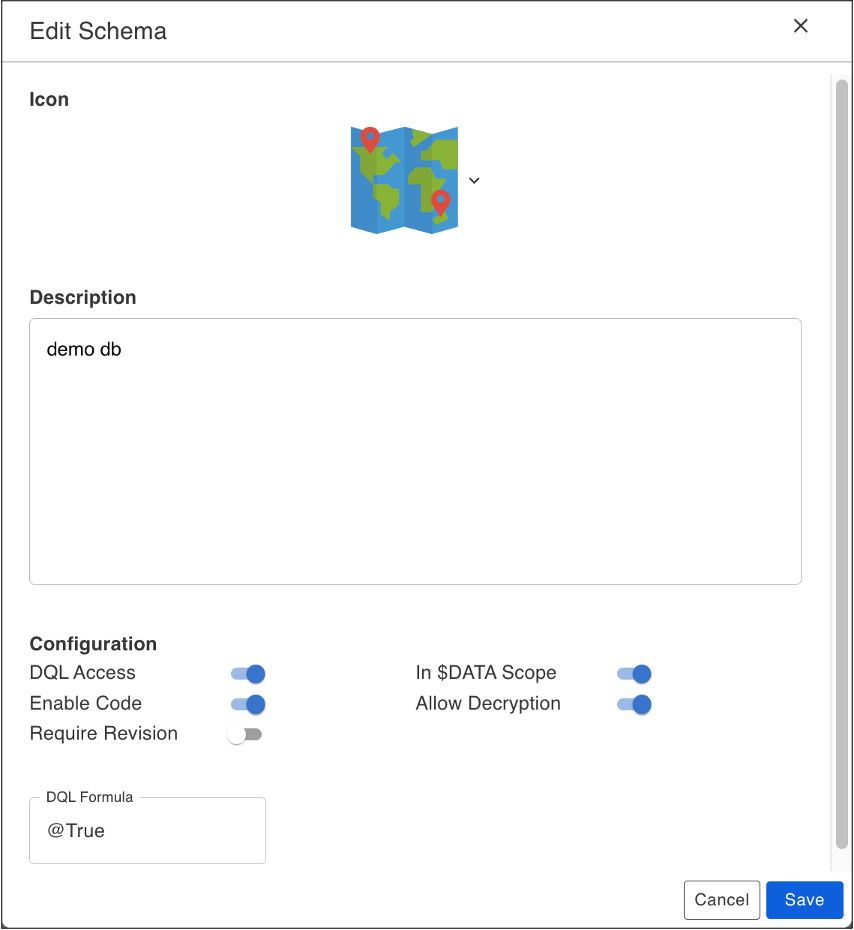 Edit Schema
Icon
Description
demo db
Configuration
DQL Access
In $DATA Scope
Enable Code
Allow Decryption
Require Revision
DQL Formula
@True
Cancel
Save